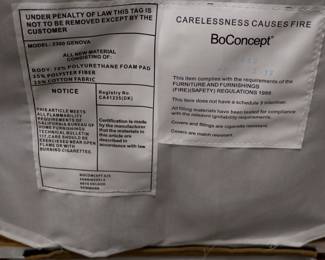 UNDER PENALTY OF LAW THIS TAG IS
NOT TO BE REMOVED EXCEPT BY THE
CUSTOMER
MODEL: 2300 GENOVA
ALL NEW MATERIAL
CONSISTING OF:
BODY: 70% POLYURETHANE FOAM PAD
35% POLYSTER FIBER
25% COTTON FABRIC
NOTICE
THIS ARTICLE MEETS
ALL FLAMMABILITY
REQUIREMENTS OF
CALIFORNIA BUREAU
OF HOME FURNISHINGS
TECHNICAL BULLETIN
117. CARE SHOULD BE
EXERCISED NEAR OPEN
FLAME OR WITH
BURNING CIGARETTES.
Registry No.
CA41235(DK)
Certification is made
by the manufacturer
that the materials in
this article are
described in
accordance with law
BOCONCEPT A/S
DENMARK
CARELESSNESS CAUSES FIRE
BoConcept®
This item complies with the requirements of the
FURNITURE AND FURNISHINGS
(FIRE)(SAFETY) REGULATIONS 1988
This item does not have a schedule 3 interliner.
All filling materials have been tested for compliance
with the relevant ignitability requirements.
Covers and fillings are cigarette resistant.
Covers are match resistant.